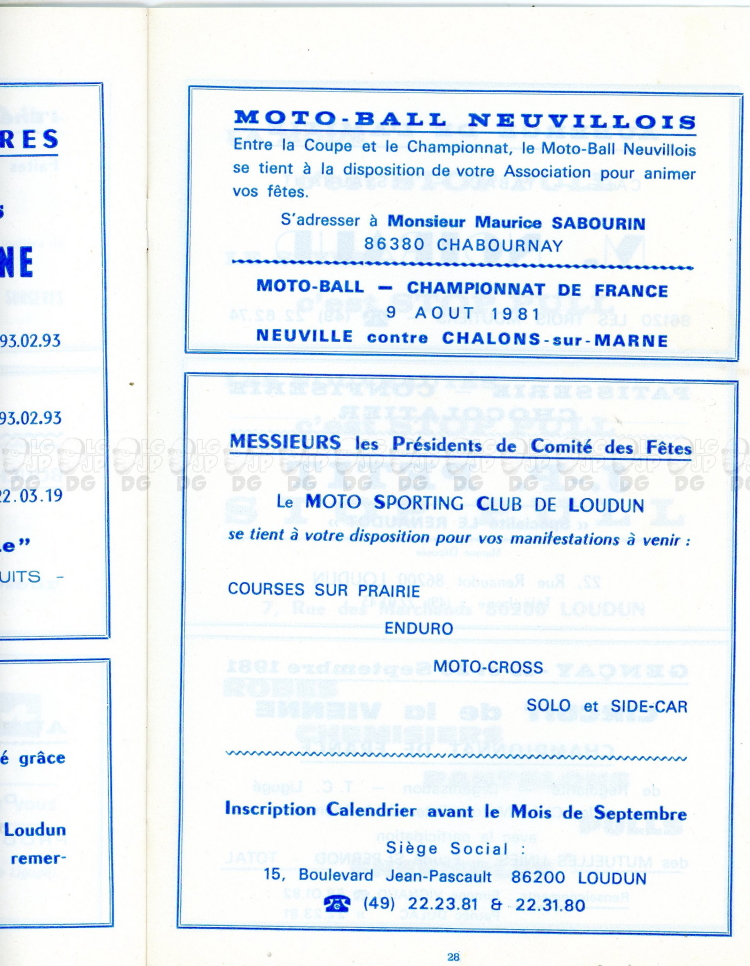 RES
NE
93.02.93
93.02.93
22.03.19
e”
UITS -
é grâce
Loudun
remer-
MOTO-BALL NEUVILLOIS
Entre la Coupe et le Championnat, le Moto-Ball Neuvillois
se tient à la disposition de votre Association pour animer
vos fêtes.
S'adresser à Monsieur Maurice SABOURIN
86380 CHABOURNAY
MOTO-BALL — CHAMPIONNAT DE FRANCE
9 AOUT 1981
NEUVILLE contre CHALONS-sur-MARNE
MESSIEURS les Présidents de Comité des Fêtes
Le MOTO SPORTING CLUB DE LOUDUN
se tient à votre disposition pour vos manifestations à venir :
COURSES SUR PRAIRIE
ENDURO
MOTO-CROSS
SOLO et SIDE-CAR
Inscription Calendrier avant le Mois de Septembre
Siège Social :
15, Boulevard Jean-Pascault 86200 LOUDUN
☎ (49) 22.23.81 & 22.31.80
28